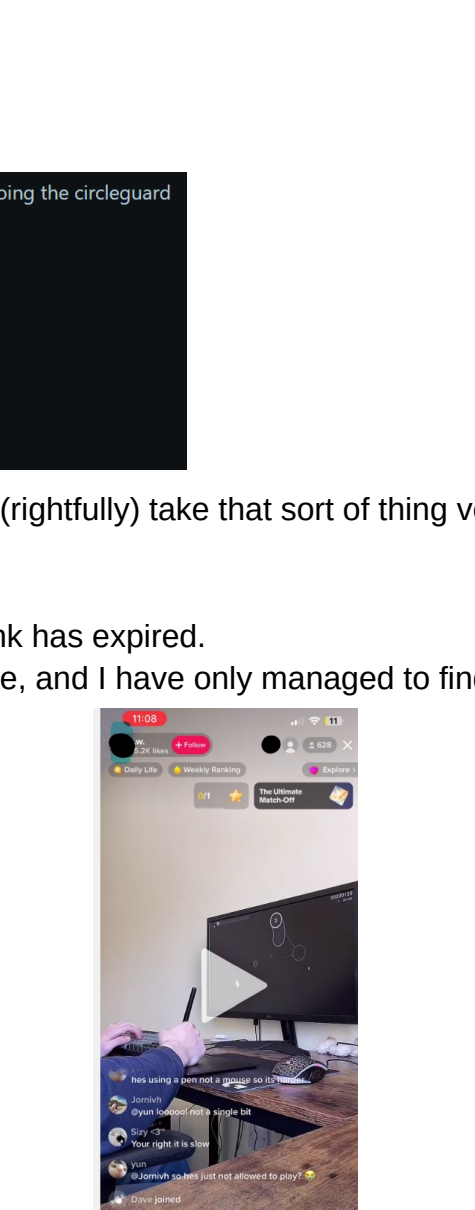 oing the circleguard
(rightfully) take that sort of thing v
nk has expired.
e, and I have only managed to fin
11:08
11
.w.
5.2K likes
+ Follow
628
Daily Life
Weekly Ranking
Explore
0/1
The Ultimate
Match-Off
hes using a pen not a mouse so its harder
Jornivh
@yun loooool not a single bit
Sizy <3
Your right it is slow
yun
@Jornivh so hes just not allowed to play? 😭
Dave joined